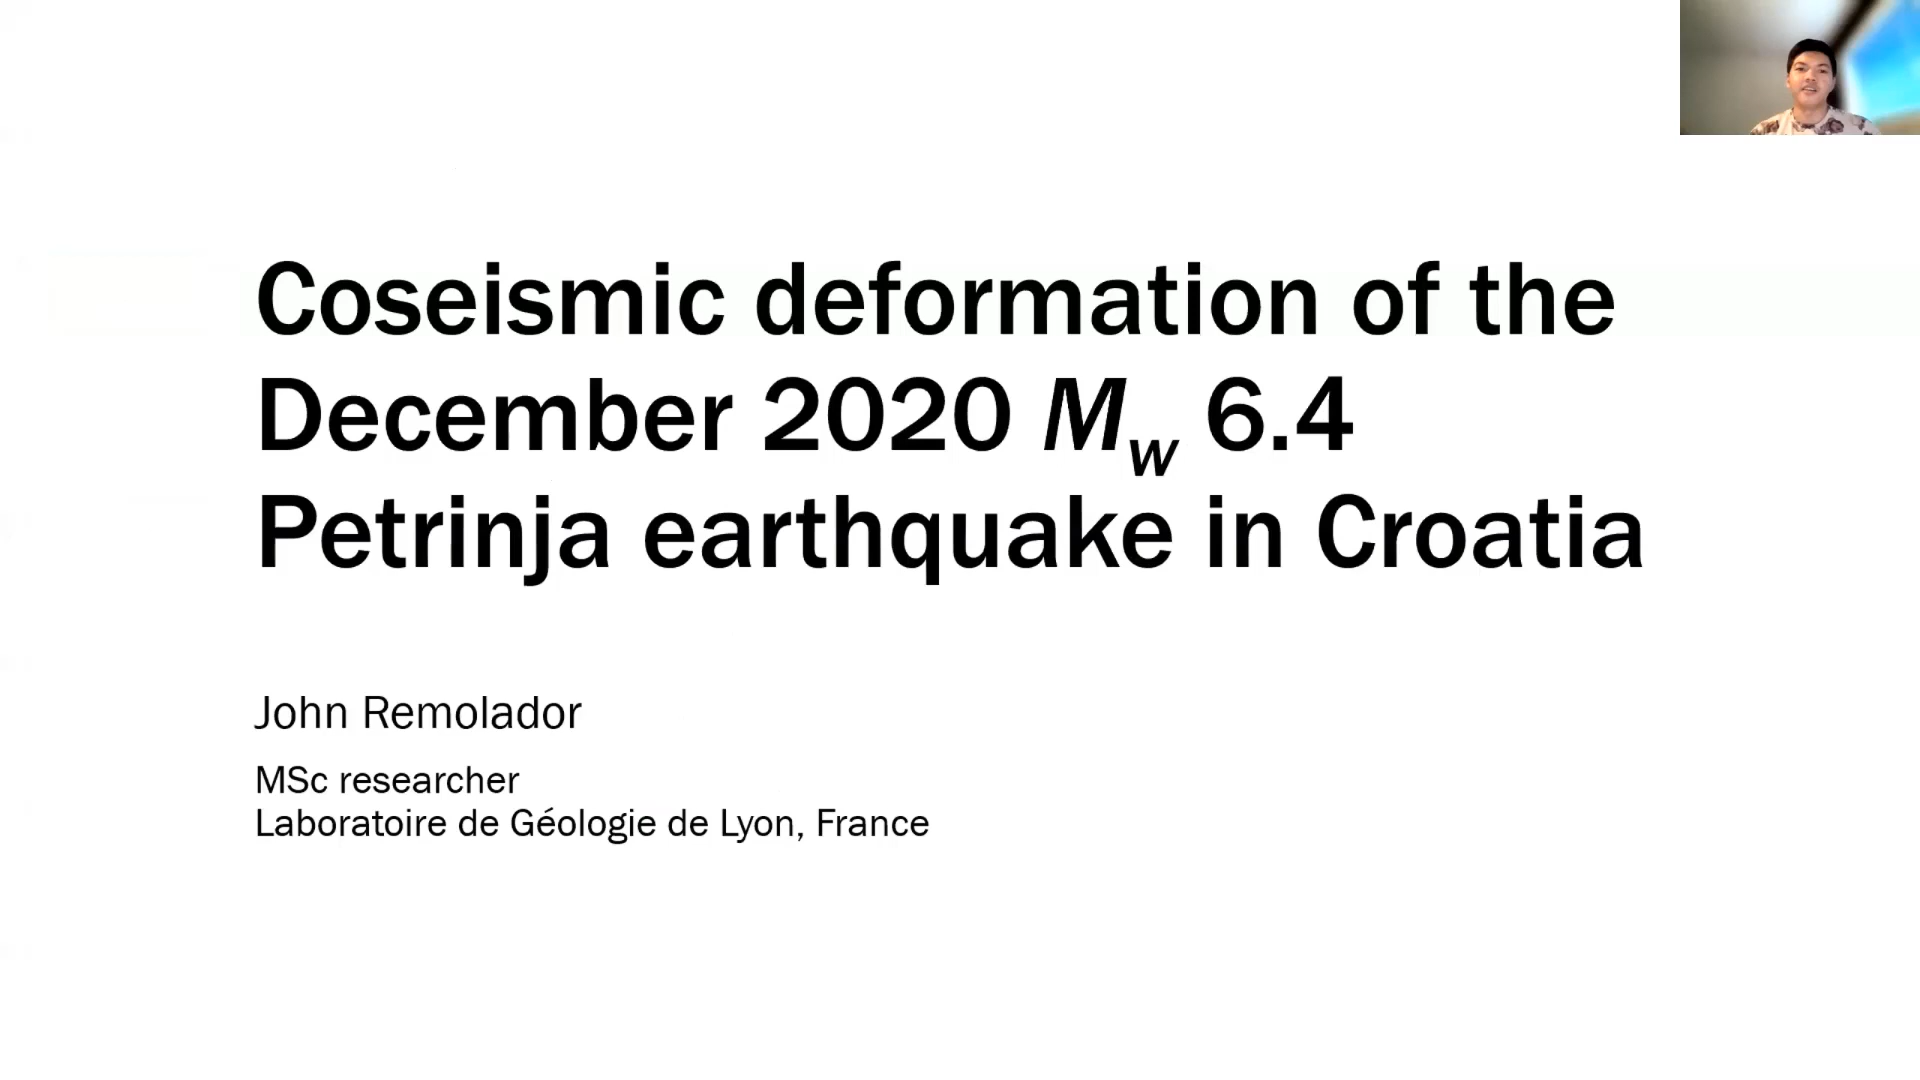 Coseismic deformation of the
December 2020 Mw 6.4
Petrinja earthquake in Croatia
John Remolador
MSc researcher
Laboratoire de Géologie de Lyon, France